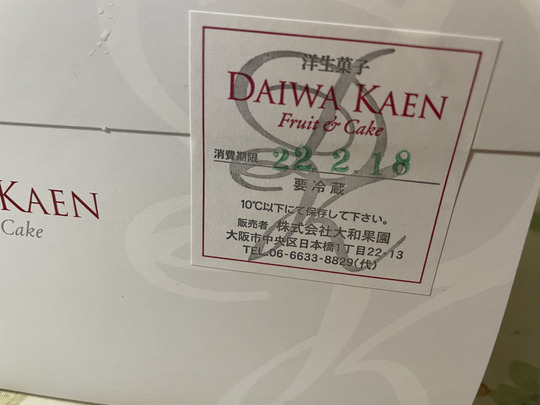 洋生菓子
DAIWA KAEN
Fruit & Cake
消費期限 22 2.18
要冷蔵
10℃以下にて保存して下さい。
販売者 株式会社大和果園
大阪市中央区日本橋1丁目22-13
TEL.06-6633-8829(代)
KAEN
Cake